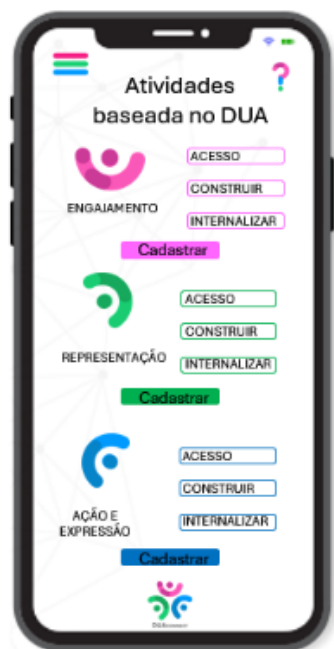 ?
Atividades
baseada no DUA
ACESSO
CONSTRUIR
ENGAJAMENTO
INTERNALIZAR
Cadastrar
ACESSO
CONSTRUIR
REPRESENTAÇÃO
INTERNALIZAR
Cadastrar
ACESSO
CONSTRUIR
AÇÃO E
EXPRESSÃO
INTERNALIZAR
Cadastrar